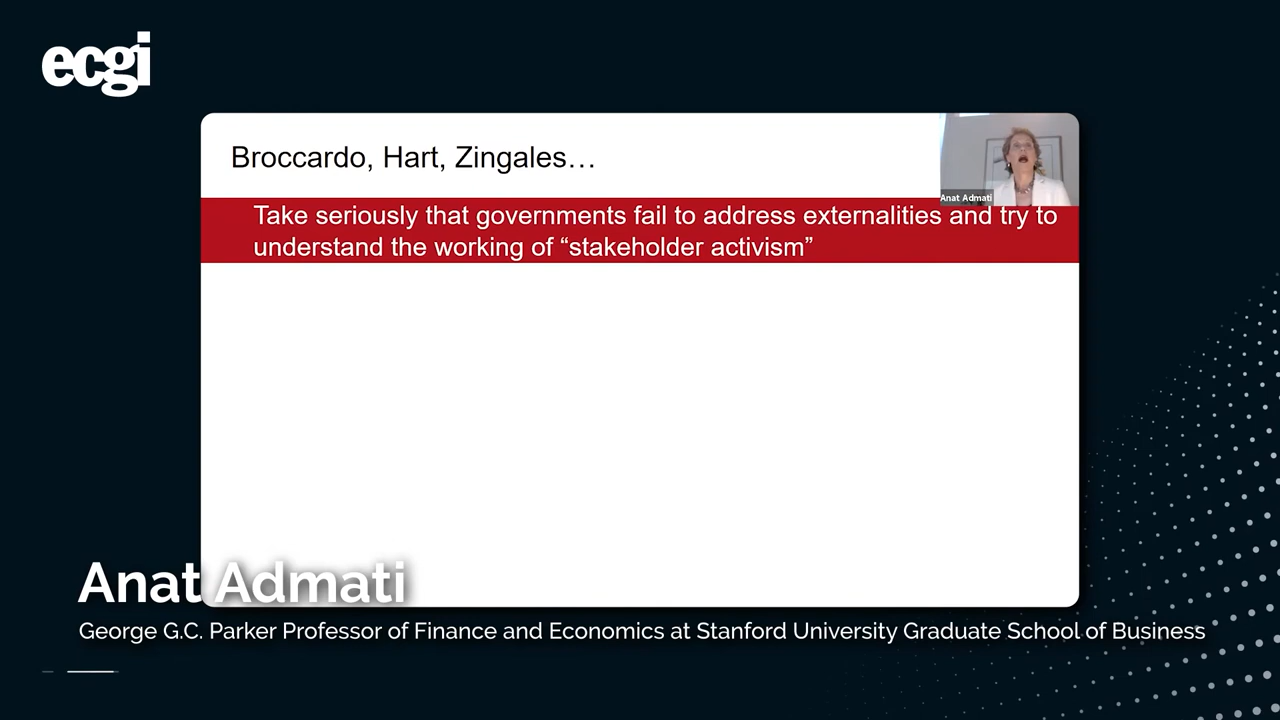 ecgi
Broccardo, Hart, Zingales…
Anat Admati
Take seriously that governments fail to address externalities and try to
understand the working of “stakeholder activism”
Anat Admati
George G.C. Parker Professor of Finance and Economics at Stanford University Graduate School of Business